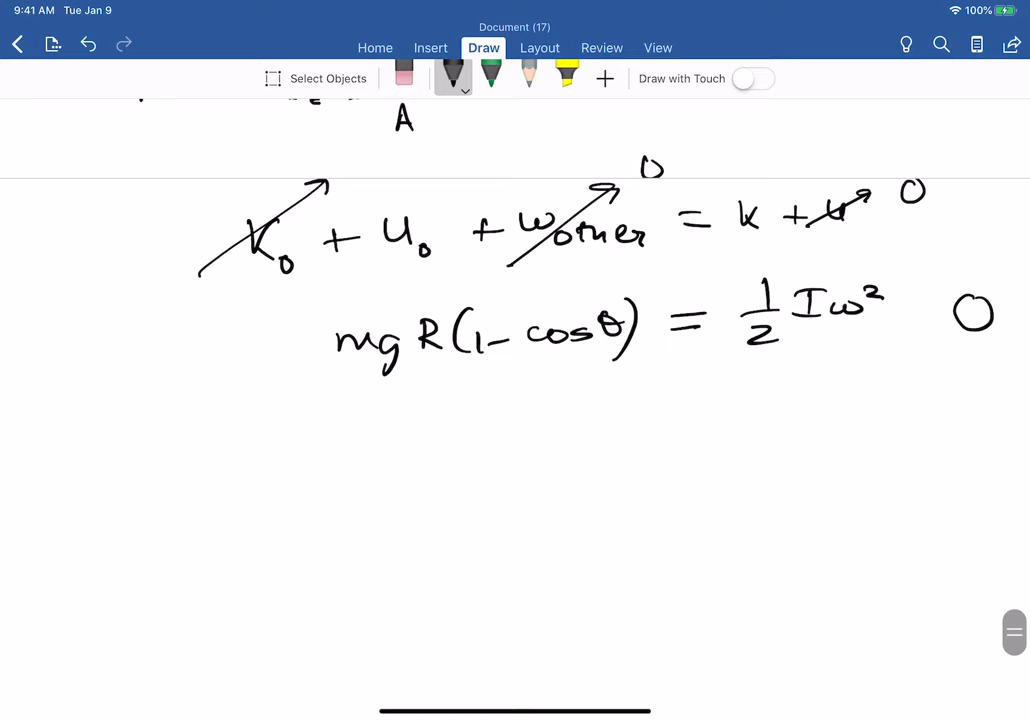 9:41 AM Tue Jan 9
100%
Document (17)
Home Insert Draw Layout Review View
Select Objects
Draw with Touch
A
0
0
K₀ + U₀ + Wother = K + U
mgR(1-cosθ) = 1/2 Iω² O